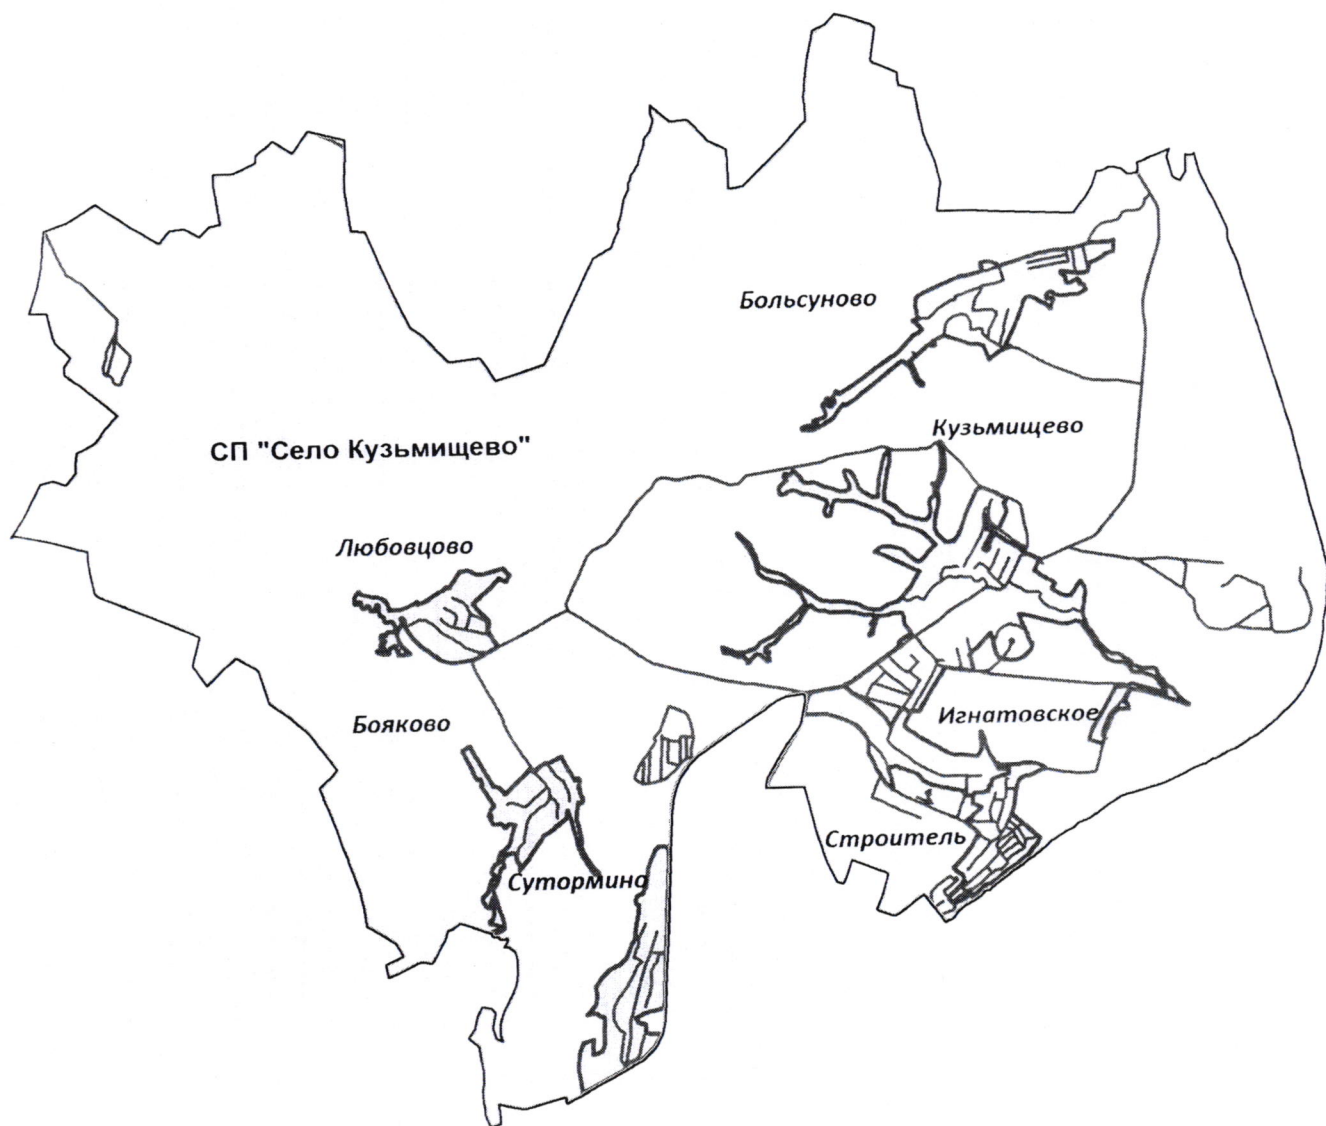 Больсуново
Кузьмищево
СП "Село Кузьмищево"
Любовцово
Бояково
Игнатовское
Строитель
Сутормино